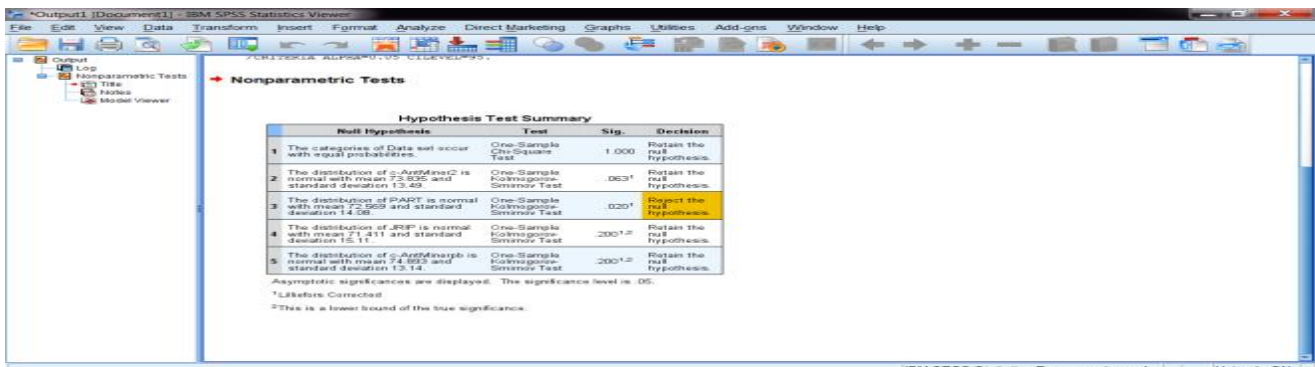 *Output1 [Document1] - IBM SPSS Statistics Viewer
File Edit View Data Transform Insert Format Analyze Direct Marketing Graphs Utilities Add-ons Window Help
Output
Log
Nonparametric Tests
Title
Notes
Model Viewer
/CRITERIA ALPHA=0.05 CILEVEL=95.
Nonparametric Tests
Hypothesis Test Summary
Null Hypothesis Test Sig. Decision
1 The categories of Data set occur with equal probabilities. One-Sample Chi-Square Test 1.000 Retain the null hypothesis.
2 The distribution of c-AntMiner2 is normal with mean 73.835 and standard deviation 13.49. One-Sample Kolmogorov-Smirnov Test .063¹ Retain the null hypothesis.
3 The distribution of PART is normal with mean 72.569 and standard deviation 14.08. One-Sample Kolmogorov-Smirnov Test .020¹ Reject the null hypothesis.
4 The distribution of JRIP is normal with mean 71.411 and standard deviation 15.11. One-Sample Kolmogorov-Smirnov Test .200¹,² Retain the null hypothesis.
5 The distribution of c-AntMinerpb is normal with mean 74.893 and standard deviation 13.14. One-Sample Kolmogorov-Smirnov Test .200¹,² Retain the null hypothesis.
Asymptotic significances are displayed. The significance level is .05.
¹Lilliefors Corrected
²This is a lower bound of the true significance.